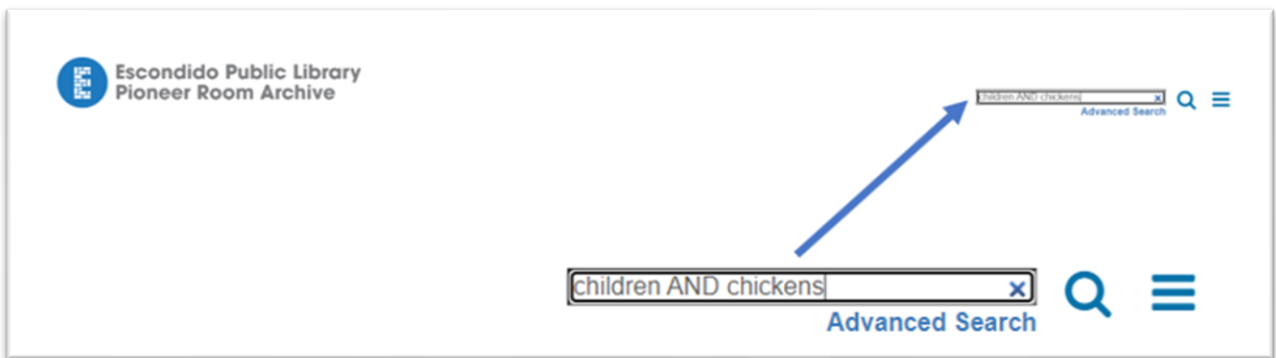 Escondido Public Library
Pioneer Room Archive
children AND chickens
Advanced Search
children AND chickens
Advanced Search